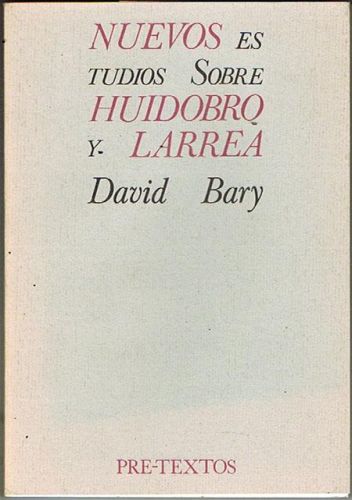 NUEVOS ES
TUDIOS SOBRE
HUIDOBRO
Y LARREA
David Bary
PRE-TEXTOS